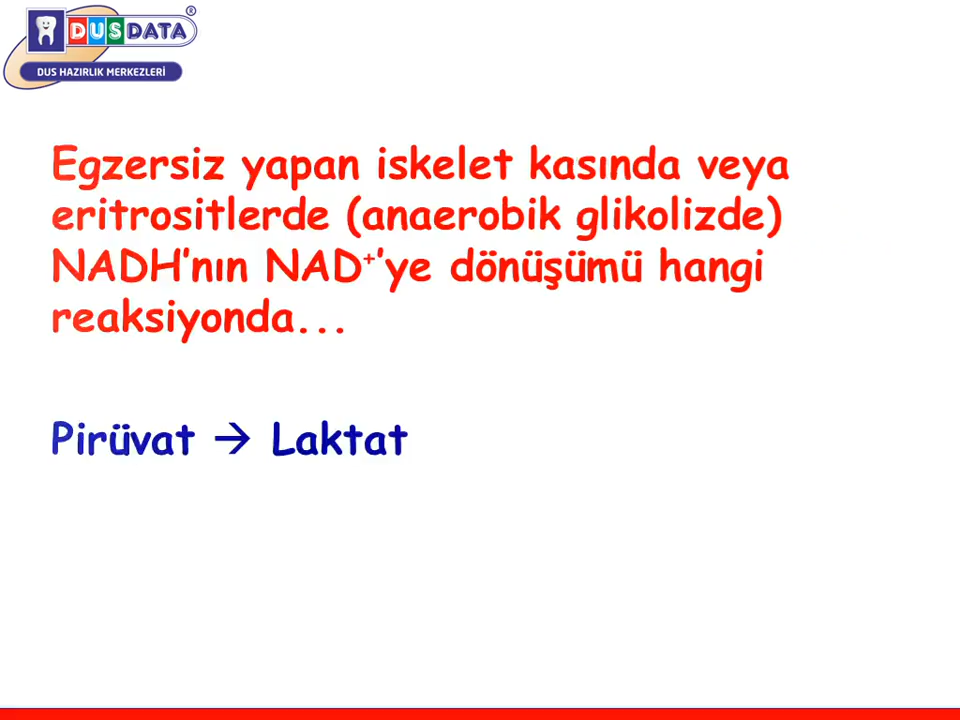 DUSDATA®
DUS HAZIRLIK MERKEZLERİ
Egzersiz yapan iskelet kasında veya
eritrositlerde (anaerobik glikolizde)
NADH’nın NAD⁺’ye dönüşümü hangi
reaksiyonda...
Pirüvat → Laktat